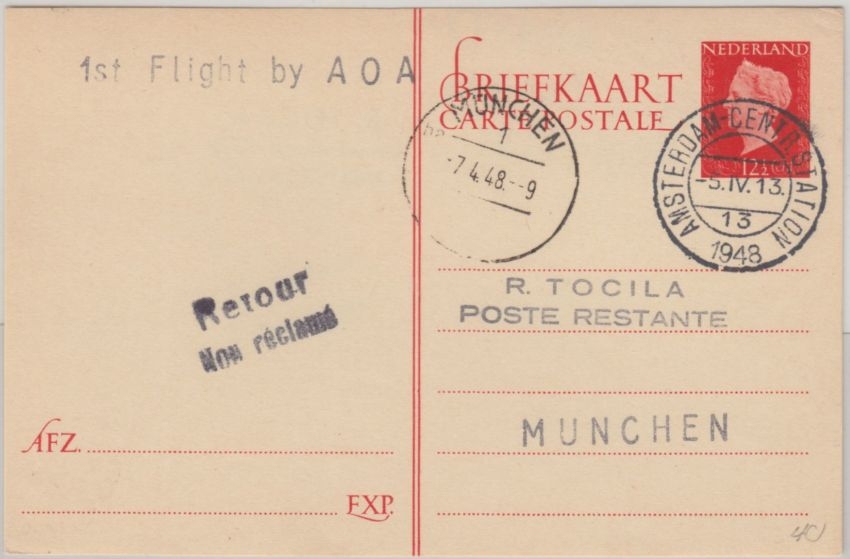 1st Flight by AOA
BRIEFKAART
CARTE POSTALE
NEDERLAND
12½
MÜNCHEN
1
-7.4.48.--9
AMSTERDAM-CENTR.STATION
-5.IV.13.
13
1948
Retour
Non réclamé
R. TOCILA
POSTE RESTANTE
MUNCHEN
AFZ.
EXP.
40